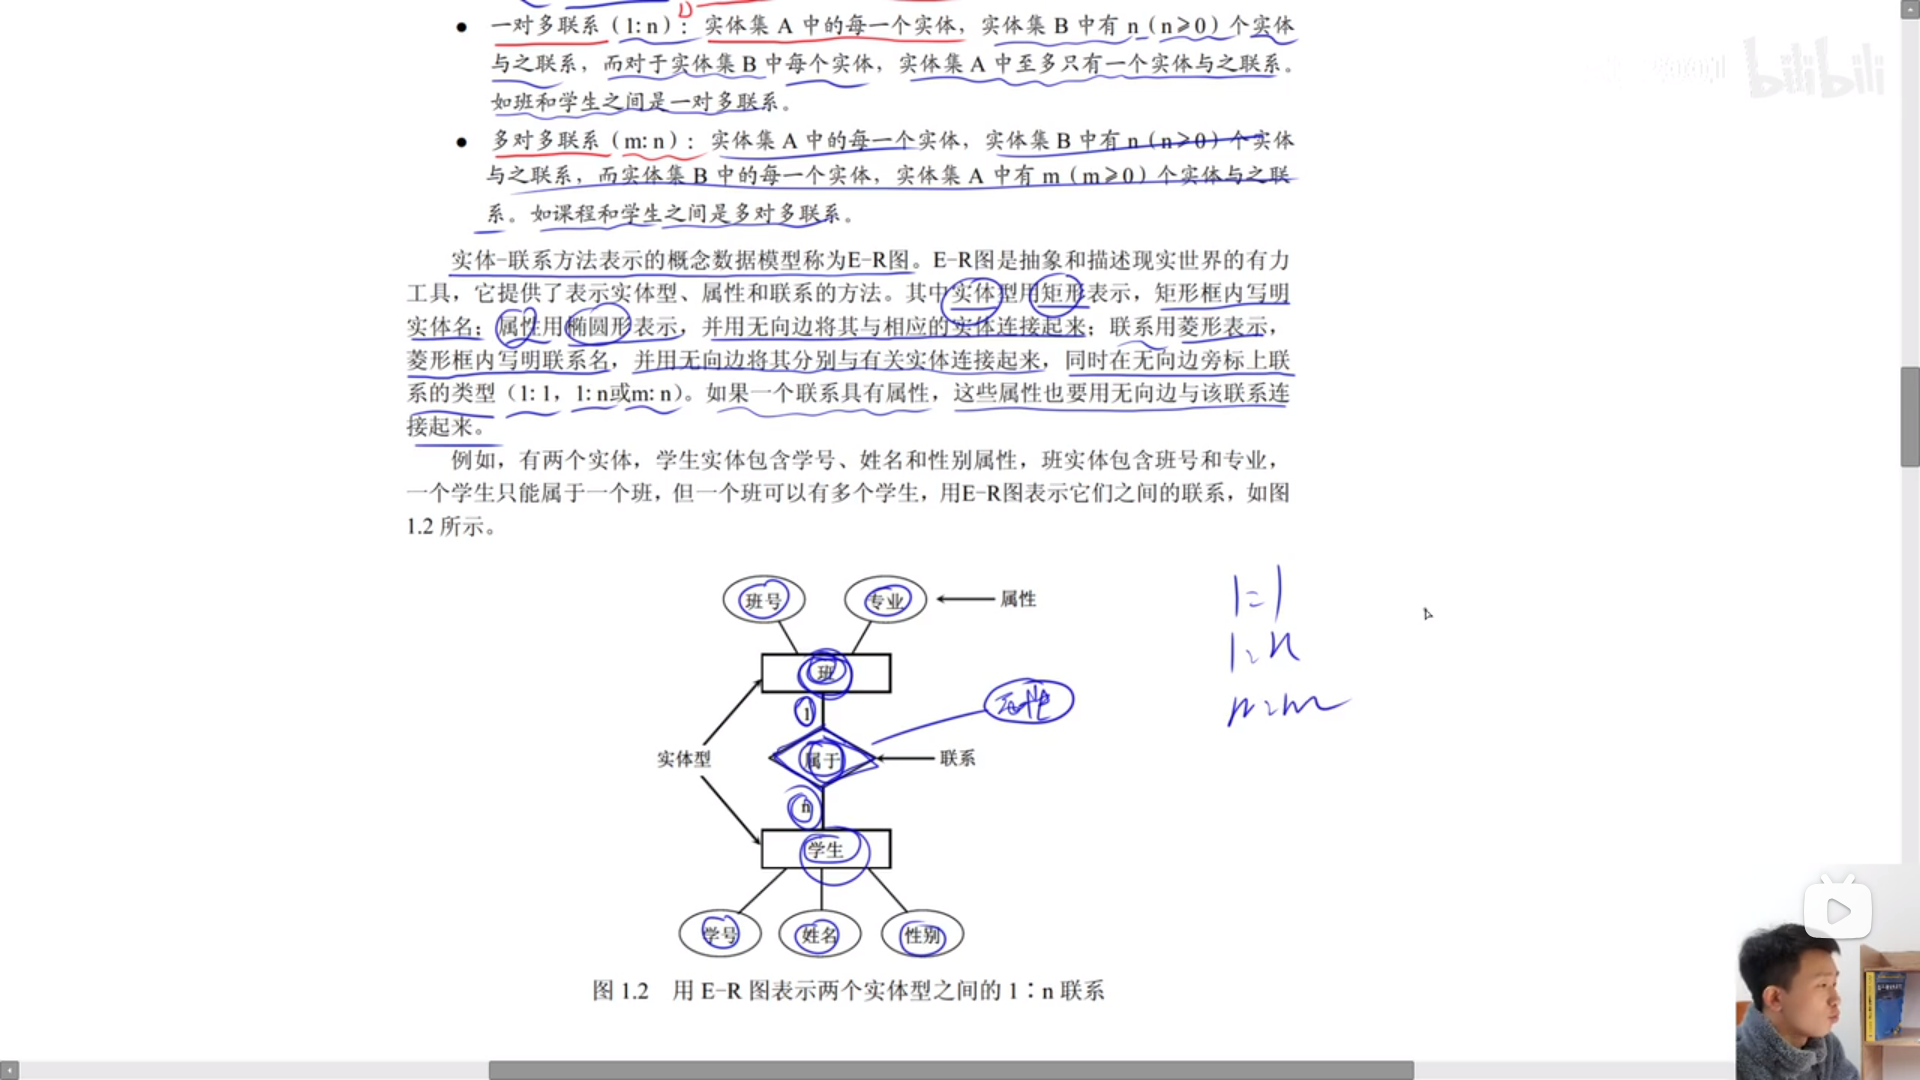 ● 一对多联系（1:n）：实体集 A 中的每一个实体，实体集 B 中有 n（n⩾0）个实体
与之联系，而对于实体集 B 中每个实体，实体集 A 中至多只有一个实体与之联系。
如班和学生之间是一对多联系。
● 多对多联系（m:n）：实体集 A 中的每一个实体，实体集 B 中有 n（n⩾0）个实体
与之联系，而实体集 B 中的每一个实体，实体集 A 中有 m（m⩾0）个实体与之联
系。如课程和学生之间是多对多联系。
实体-联系方法表示的概念数据模型称为E-R图。E-R图是抽象和描述现实世界的有力
工具，它提供了表示实体型、属性和联系的方法。其中实体型用矩形表示，矩形框内写明
实体名；属性用椭圆形表示，并用无向边将其与相应的实体连接起来；联系用菱形表示，
菱形框内写明联系名，并用无向边将其分别与有关实体连接起来，同时在无向边旁标上联
系的类型（1:1，1:n或m:n）。如果一个联系具有属性，这些属性也要用无向边与该联系连
接起来。
例如，有两个实体，学生实体包含学号、姓名和性别属性，班实体包含班号和专业，
一个学生只能属于一个班，但一个班可以有多个学生，用E-R图表示它们之间的联系，如图
1.2 所示。
班号 专业 属性
班
1
实体型 属于 联系
n
学生
学号 姓名 性别
图 1.2 用 E-R 图表示两个实体型之间的 1∶n 联系
1:1
1:n
n:m
bilibili